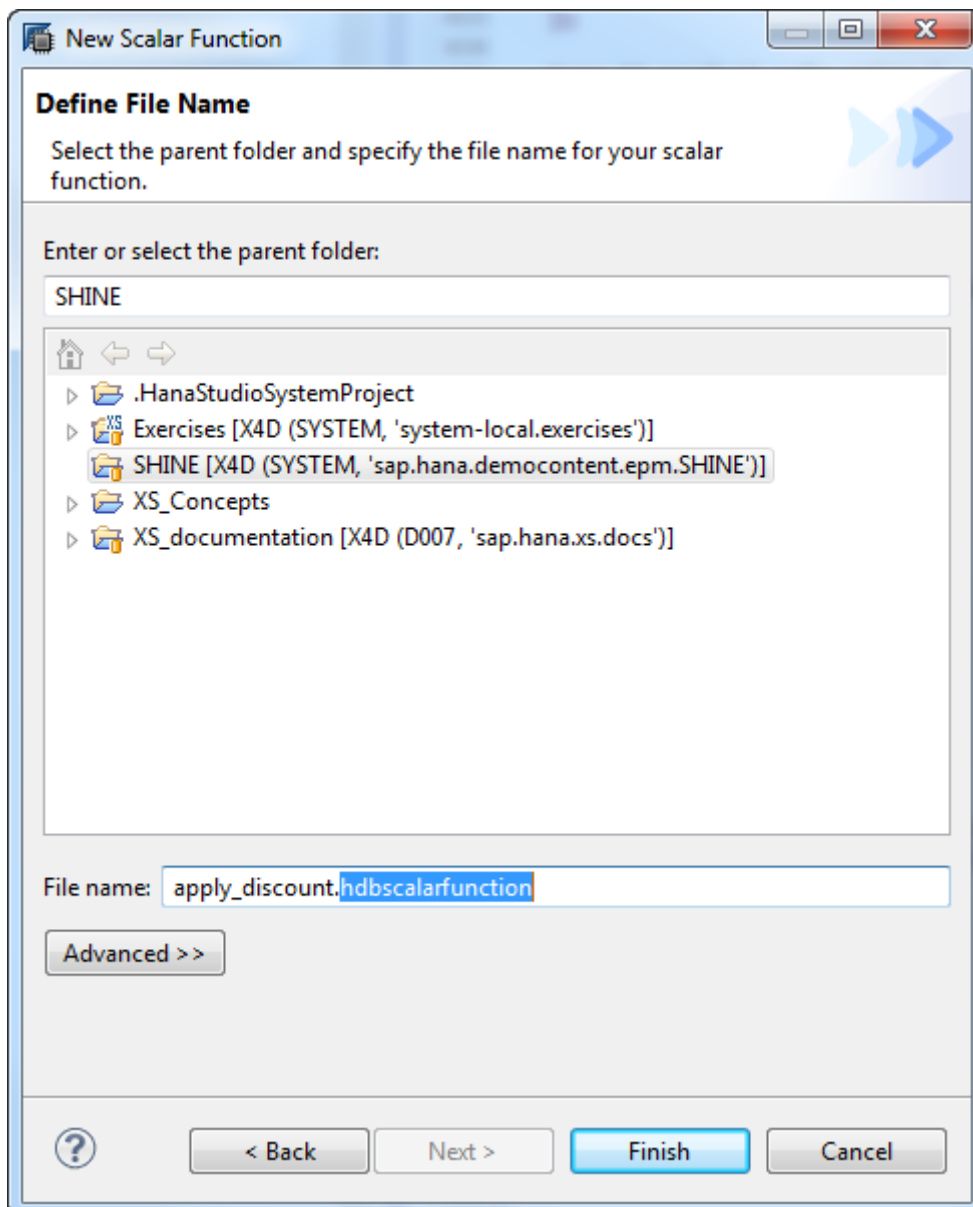 New Scalar Function
Define File Name
Select the parent folder and specify the file name for your scalar
function.
Enter or select the parent folder:
SHINE
.HanaStudioSystemProject
Exercises [X4D (SYSTEM, 'system-local.exercises')]
SHINE [X4D (SYSTEM, 'sap.hana.democontent.epm.SHINE')]
XS_Concepts
XS_documentation [X4D (D007, 'sap.hana.xs.docs')]
File name: apply_discount.hdbscalarfunction
Advanced >>
< Back Next > Finish Cancel